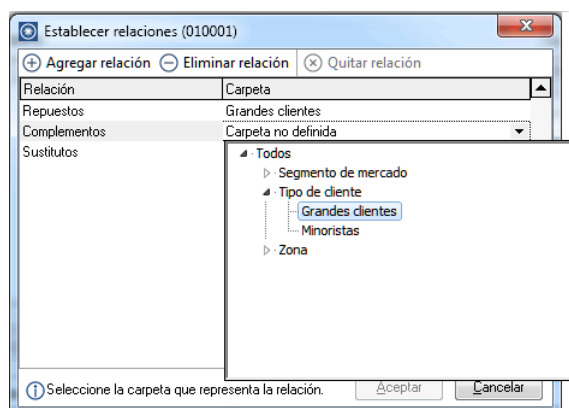 Establecer relaciones (010001)
Agregar relación Eliminar relación Quitar relación
Relación Carpeta
Repuestos Grandes clientes
Complementos Carpeta no definida
Sustitutos
Todos
Segmento de mercado
Tipo de cliente
Grandes clientes
Minoristas
Zona
Seleccione la carpeta que representa la relación. Aceptar Cancelar